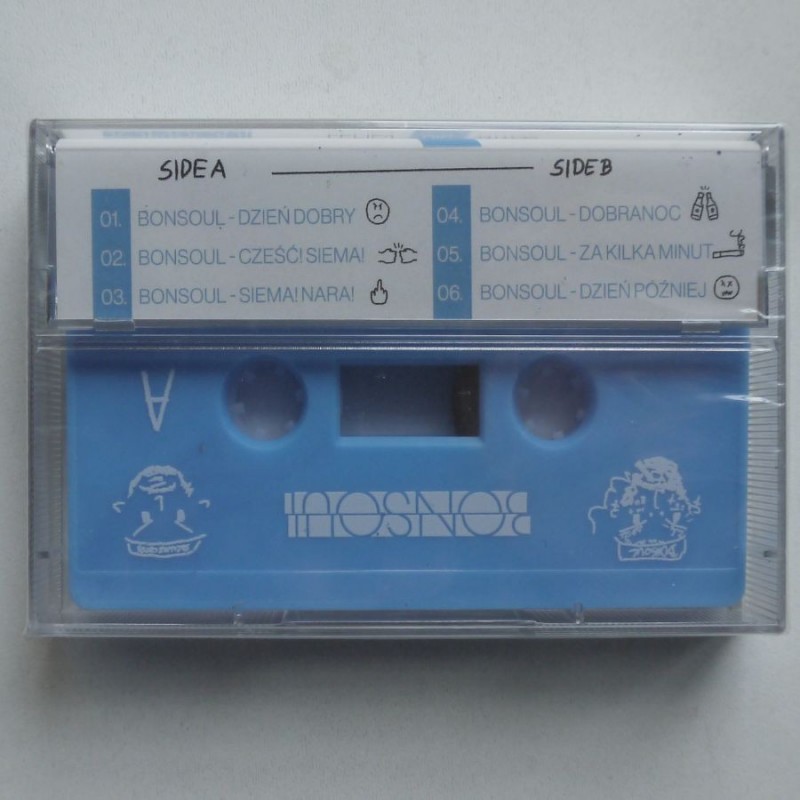 SIDE A SIDE B
01. BONSOUL - DZIEŃ DOBRY
02. BONSOUL - CZEŚĆ! SIEMA!
03. BONSOUL - SIEMA! NARA!
04. BONSOUL - DOBRANOC
05. BONSOUL - ZA KILKA MINUT
06. BONSOUL - DZIEŃ PÓŹNIEJ
A
BONSOUL